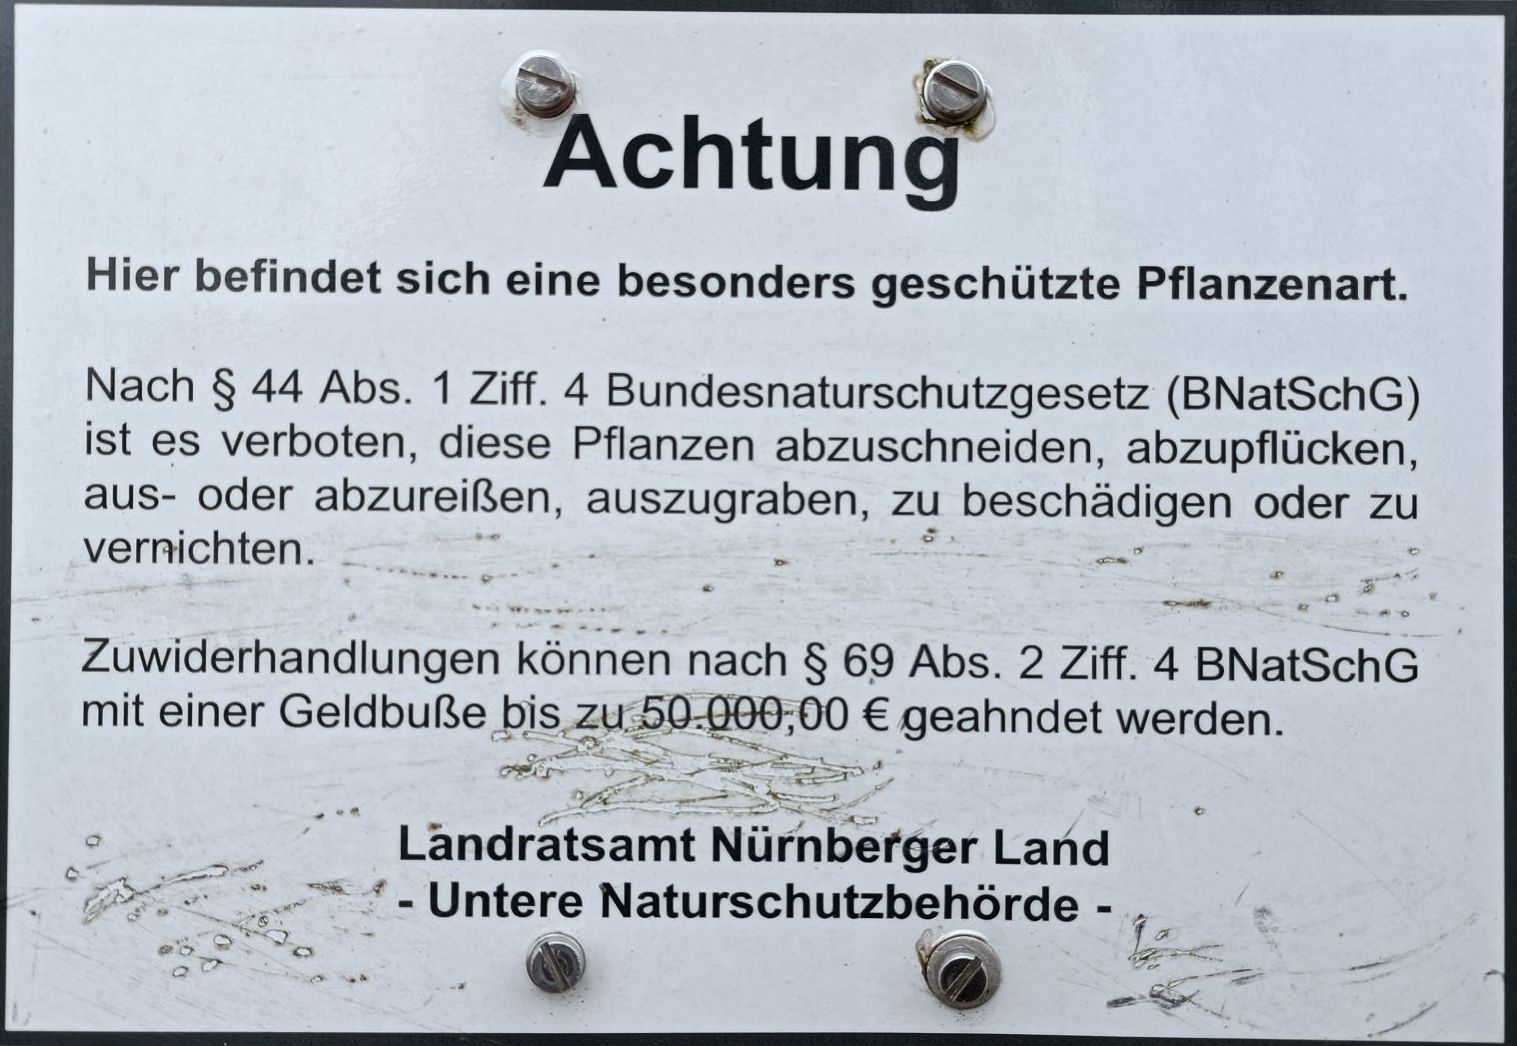 Achtung
Hier befindet sich eine besonders geschützte Pflanzenart.
Nach § 44 Abs. 1 Ziff. 4 Bundesnaturschutzgesetz (BNatSchG)
ist es verboten, diese Pflanzen abzuschneiden, abzupflücken,
aus- oder abzureißen, auszugraben, zu beschädigen oder zu
vernichten.
Zuwiderhandlungen können nach § 69 Abs. 2 Ziff. 4 BNatSchG
mit einer Geldbuße bis zu 50.000,00 € geahndet werden.
Landratsamt Nürnberger Land
- Untere Naturschutzbehörde -